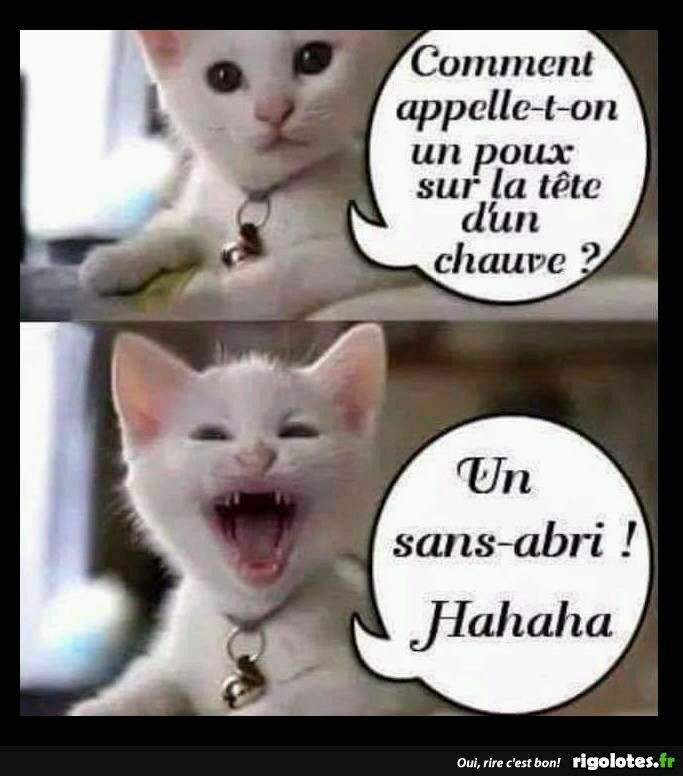 Comment
appelle-t-on
un poux
sur la tête
d'un
chauve ?
Un
sans-abri !
Hahaha
Oui, rire c'est bon! rigolotes.fr